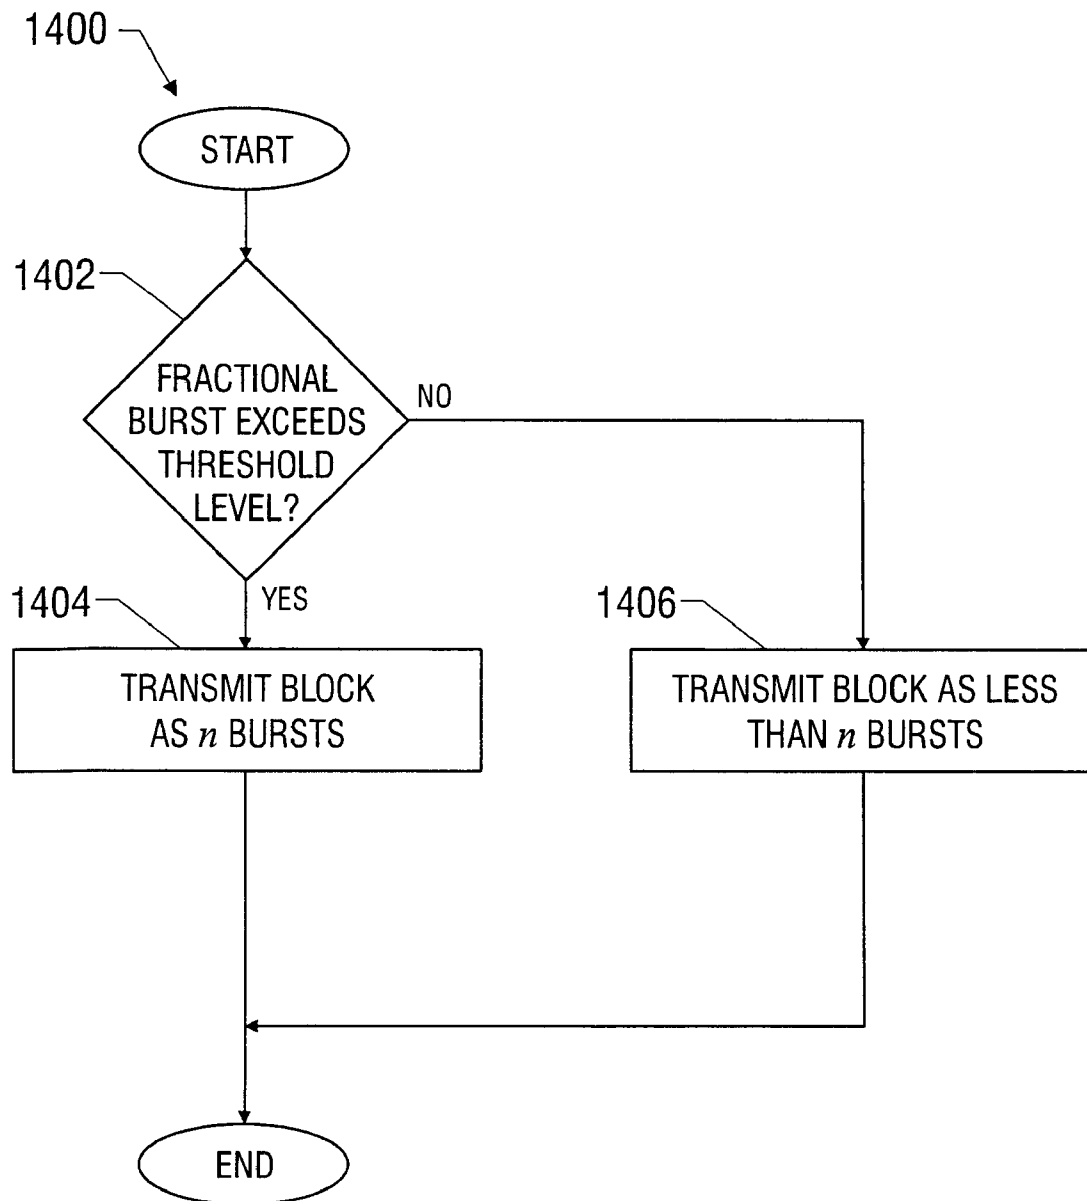 1400
START
1402
FRACTIONAL
BURST EXCEEDS
THRESHOLD
LEVEL?
NO
YES
1404
TRANSMIT BLOCK
AS n BURSTS
1406
TRANSMIT BLOCK AS LESS
THAN n BURSTS
END